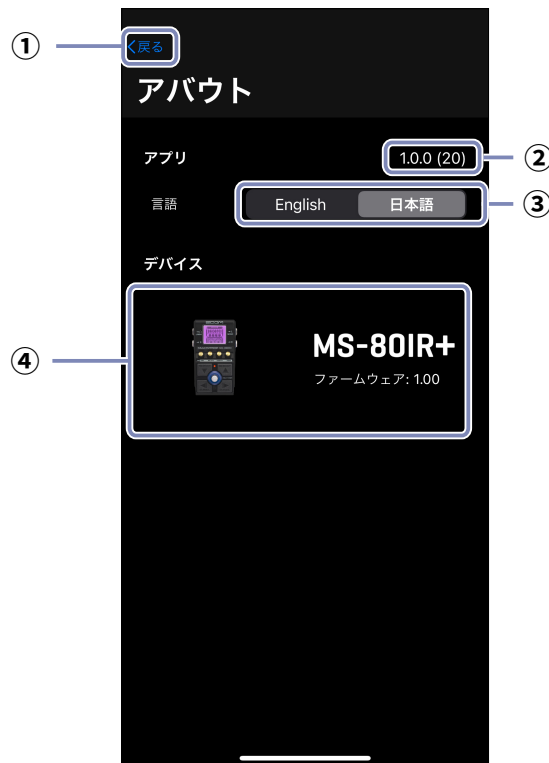 ①
戻る
アバウト
アプリ
1.0.0 (20)
②
言語
English
日本語
③
デバイス
④
MS-80IR+
ファームウェア: 1.00